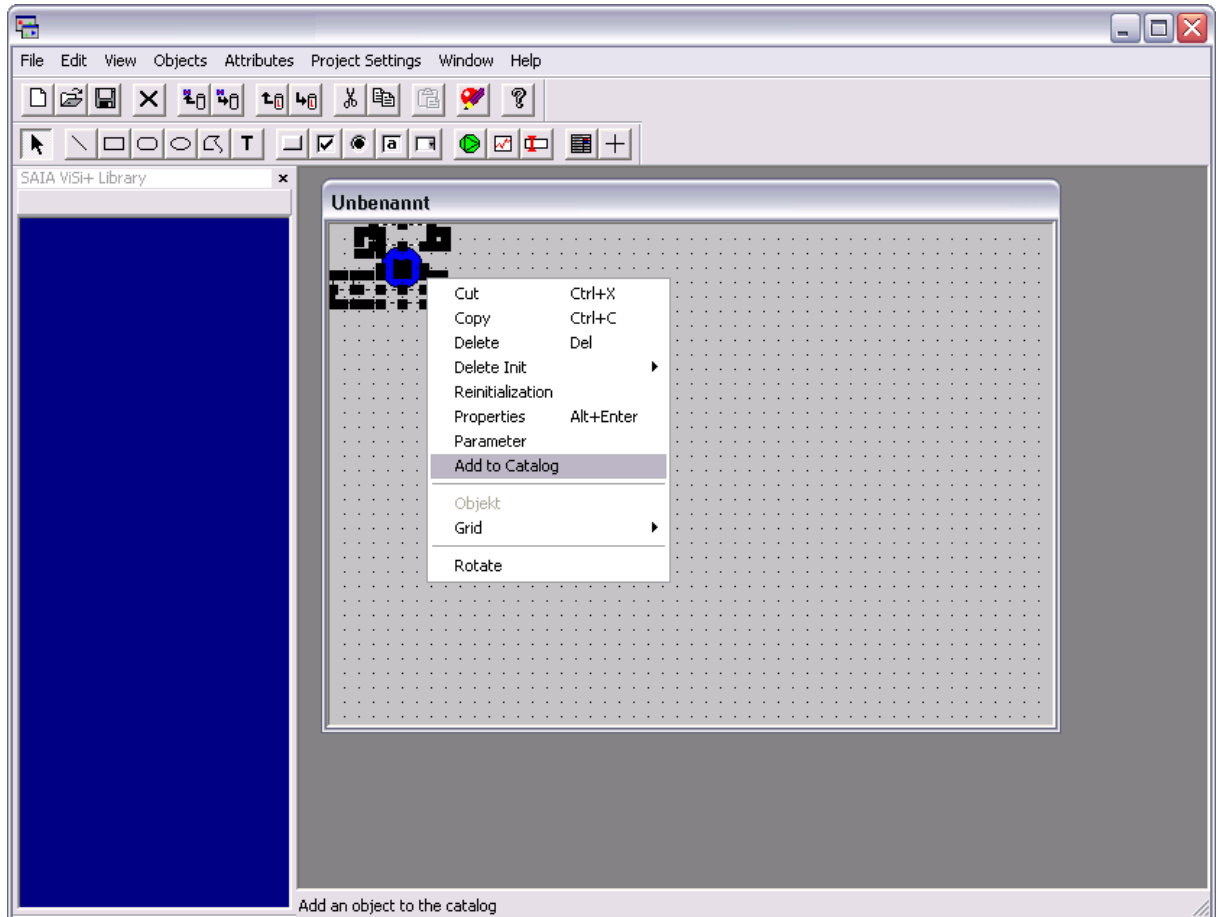 File Edit View Objects Attributes Project Settings Window Help
T
a
SAIA ViSi+ Library
Unbenannt
Cut Ctrl+X
Copy Ctrl+C
Delete Del
Delete Init
Reinitialization
Properties Alt+Enter
Parameter
Add to Catalog
Objekt
Grid
Rotate
Add an object to the catalog